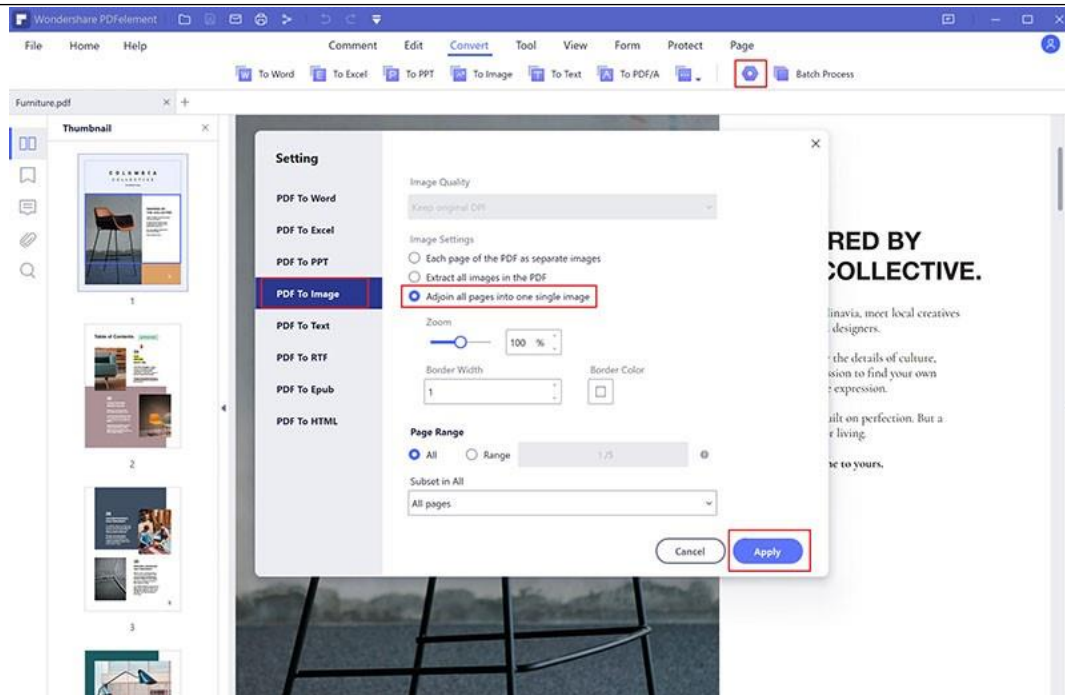 Wondershare PDFelement
File Home Help Comment Edit Convert Tool View Form Protect Page
To Word To Excel To PPT To Image To Text To PDF/A Batch Process
Furniture.pdf
Thumbnail
COLUMBIA
COLLECTIVE
1
Table of Contents
2
3
Setting
PDF To Word
PDF To Excel
PDF To PPT
PDF To Image
PDF To Text
PDF To RTF
PDF To Epub
PDF To HTML
Image Quality
Keep original DPI
Image Settings
Each page of the PDF as separate images
Extract all images in the PDF
Adjoin all pages into one single image
Zoom
100 %
Border Width Border Color
1
Page Range
All Range 1 /5
Subset in All
All pages
Cancel Apply
RED BY
COLLECTIVE.
linavia, meet local creatives
designers.
the details of culture,
ssion to find your own
expression.
uilt on perfection. But a
r living.
ne to yours.